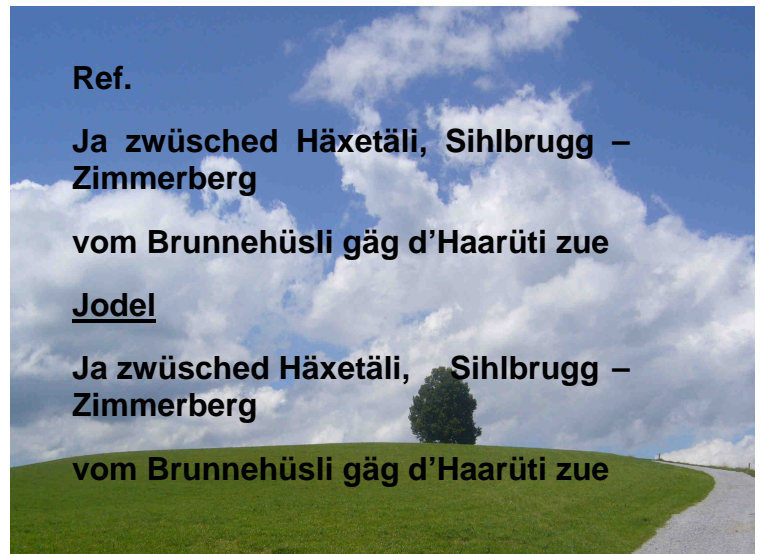 Ref.
Ja zwüsched Häxetäli, Sihlbrugg –
Zimmerberg
vom Brunnehüsli gäg d’Haarüti zue
Jodel
Ja zwüsched Häxetäli, Sihlbrugg –
Zimmerberg
vom Brunnehüsli gäg d’Haarüti zue